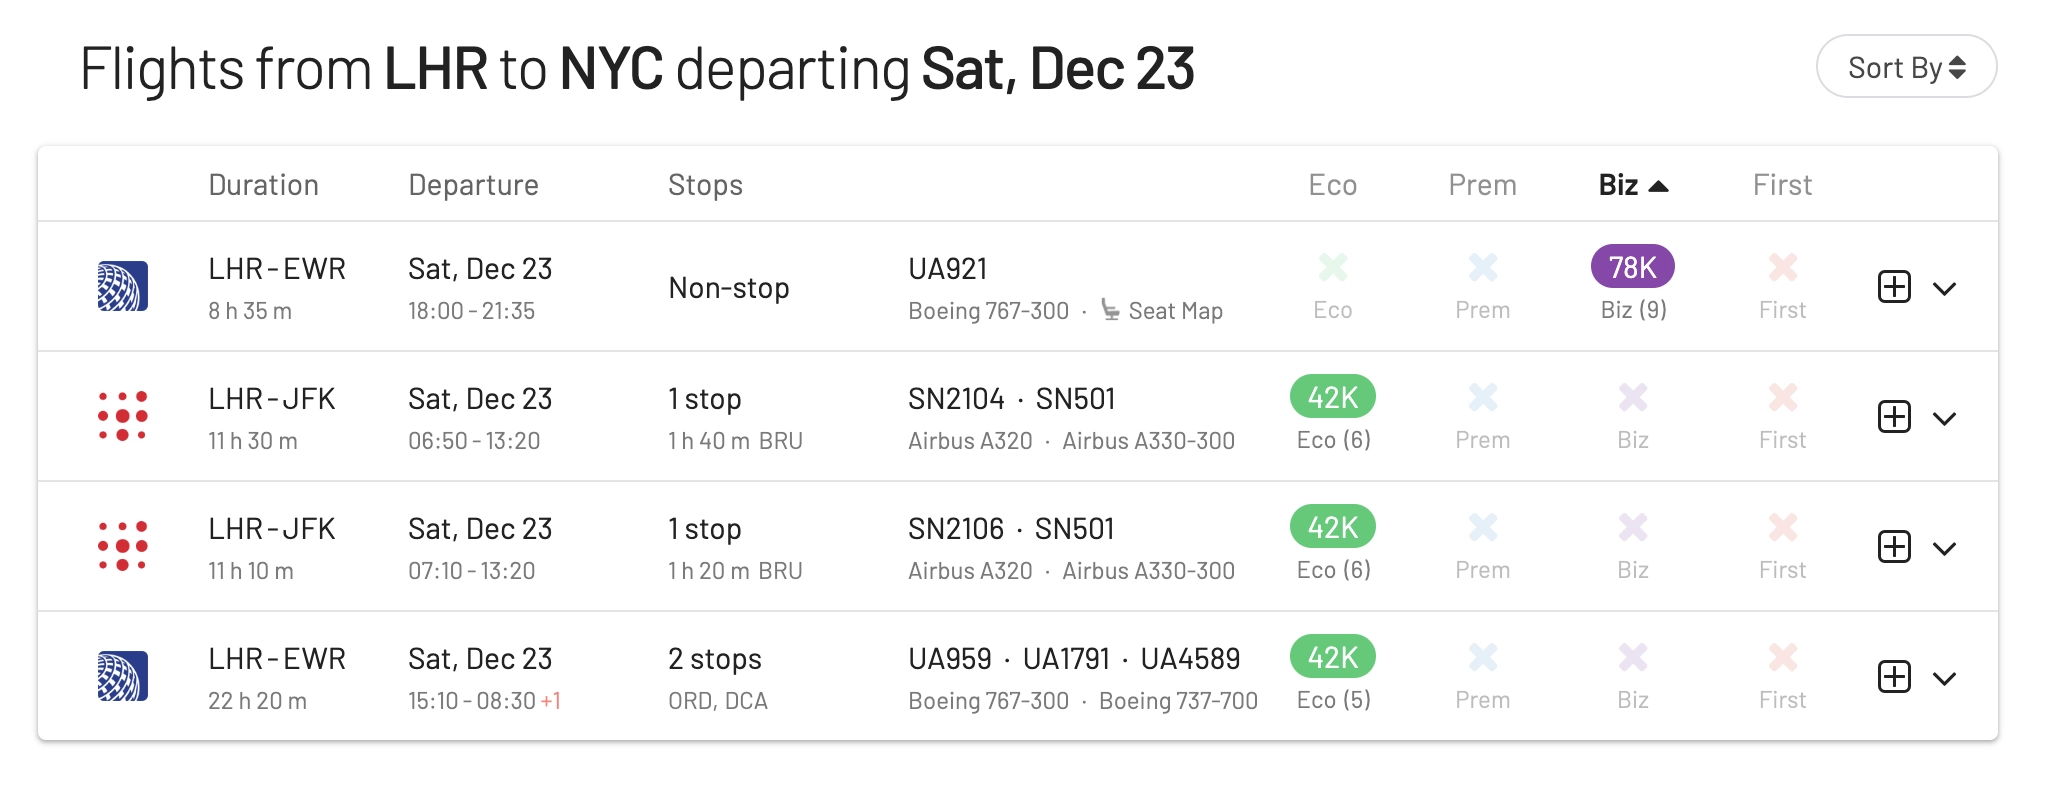 Flights from LHR to NYC departing Sat, Dec 23
Sort By
Duration Departure Stops Eco Prem Biz First
LHR - EWR Sat, Dec 23 Non-stop UA921 78K
8 h 35 m 18:00 - 21:35 Boeing 767-300 · Seat Map Eco Prem Biz (9) First
LHR - JFK Sat, Dec 23 1 stop SN2104 · SN501 42K
11 h 30 m 06:50 - 13:20 1 h 40 m BRU Airbus A320 · Airbus A330-300 Eco (6) Prem Biz First
LHR - JFK Sat, Dec 23 1 stop SN2106 · SN501 42K
11 h 10 m 07:10 - 13:20 1 h 20 m BRU Airbus A320 · Airbus A330-300 Eco (6) Prem Biz First
LHR - EWR Sat, Dec 23 2 stops UA959 · UA1791 · UA4589 42K
22 h 20 m 15:10 - 08:30 +1 ORD, DCA Boeing 767-300 · Boeing 737-700 Eco (5) Prem Biz First